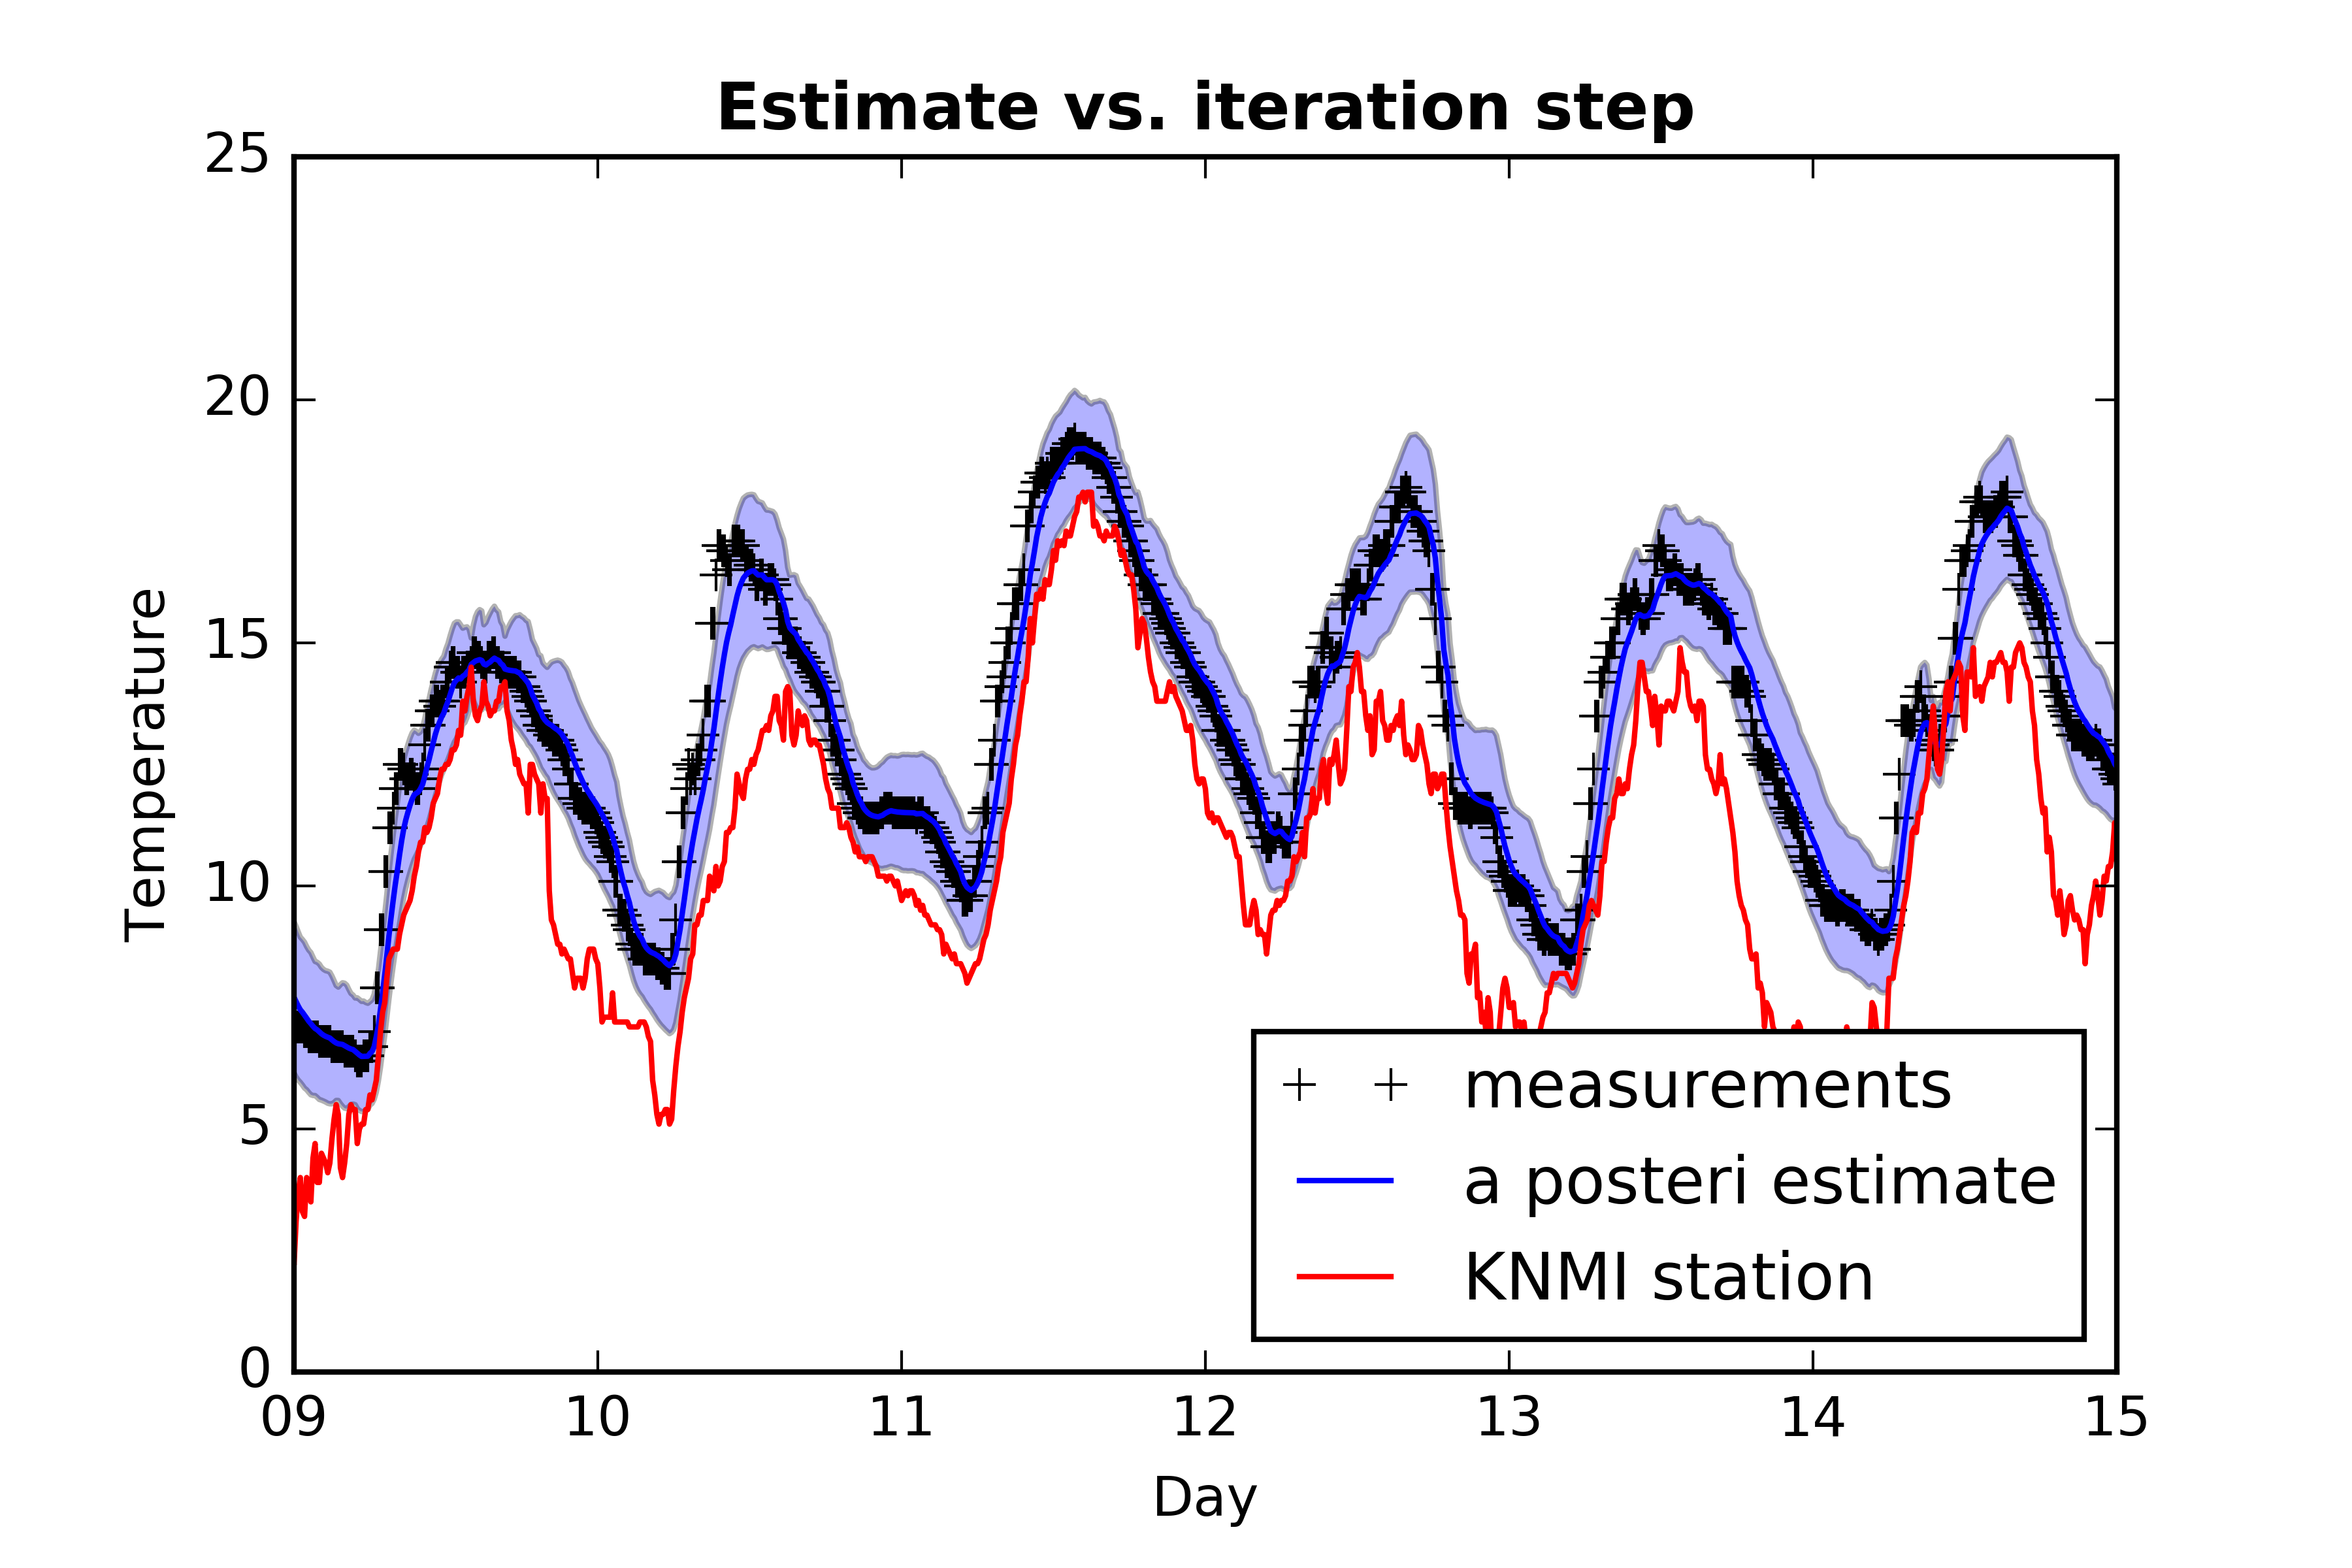 Estimate vs. iteration step
25
20
15
10
5
0
Temperature
09 10 11 12 13 14 15
Day
measurements
a posteri estimate
KNMI station